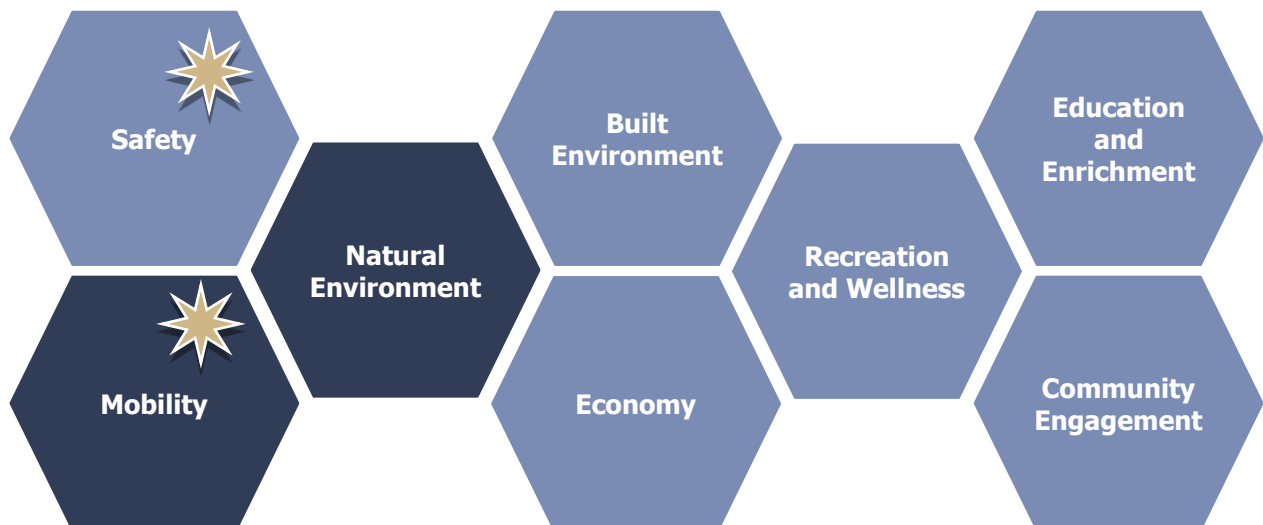 Safety
Mobility
Natural
Environment
Built
Environment
Economy
Recreation
and Wellness
Education
and
Enrichment
Community
Engagement